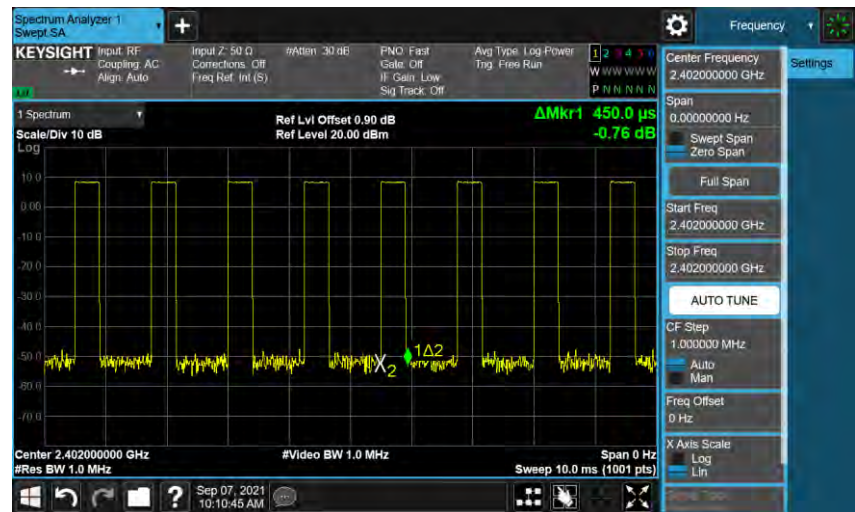 Spectrum Analyzer 1
Swept SA
+
Frequency
KEYSIGHT
Input: RF
Coupling: AC
Align: Auto
Input Z: 50 Ω
Corrections: Off
Freq Ref: Int (S)
#Atten: 30 dB
PNO: Fast
Gate: Off
IF Gain: Low
Sig Track: Off
Avg Type: Log-Power
Trig: Free Run
1 2 3 4 5 6
W W W W W W
P N N N N N
Settings
1 Spectrum
Scale/Div 10 dB
Log
Ref Lvl Offset 0.90 dB
Ref Level 20.00 dBm
ΔMkr1 450.0 µs
-0.76 dB
10.0
0.00
-10.0
-20.0
-30.0
-40.0
-50.0
-60.0
-70.0
X2
1Δ2
Center 2.402000000 GHz
#Res BW 1.0 MHz
#Video BW 1.0 MHz
Span 0 Hz
Sweep 10.0 ms (1001 pts)
Center Frequency
2.402000000 GHz
Span
0.00000000 Hz
Swept Span
Zero Span
Full Span
Start Freq
2.402000000 GHz
Stop Freq
2.402000000 GHz
AUTO TUNE
CF Step
1.000000 MHz
Auto
Man
Freq Offset
0 Hz
X Axis Scale
Log
Lin
?
Sep 07, 2021
10:10:45 AM